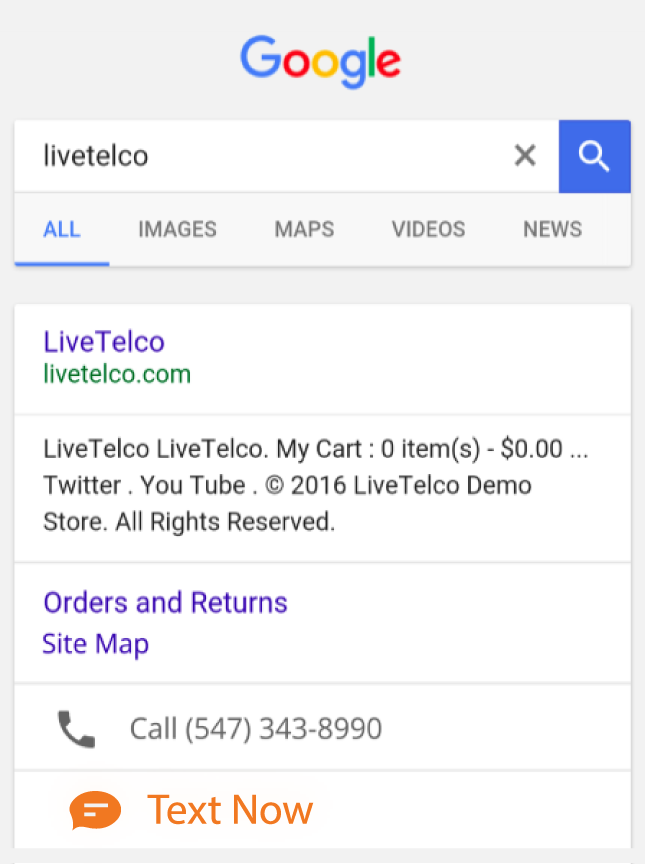 Google
livetelco
ALL IMAGES MAPS VIDEOS NEWS
LiveTelco
livetelco.com
LiveTelco LiveTelco. My Cart : 0 item(s) - $0.00 ...
Twitter . You Tube . © 2016 LiveTelco Demo
Store. All Rights Reserved.
Orders and Returns
Site Map
Call (547) 343-8990
Text Now